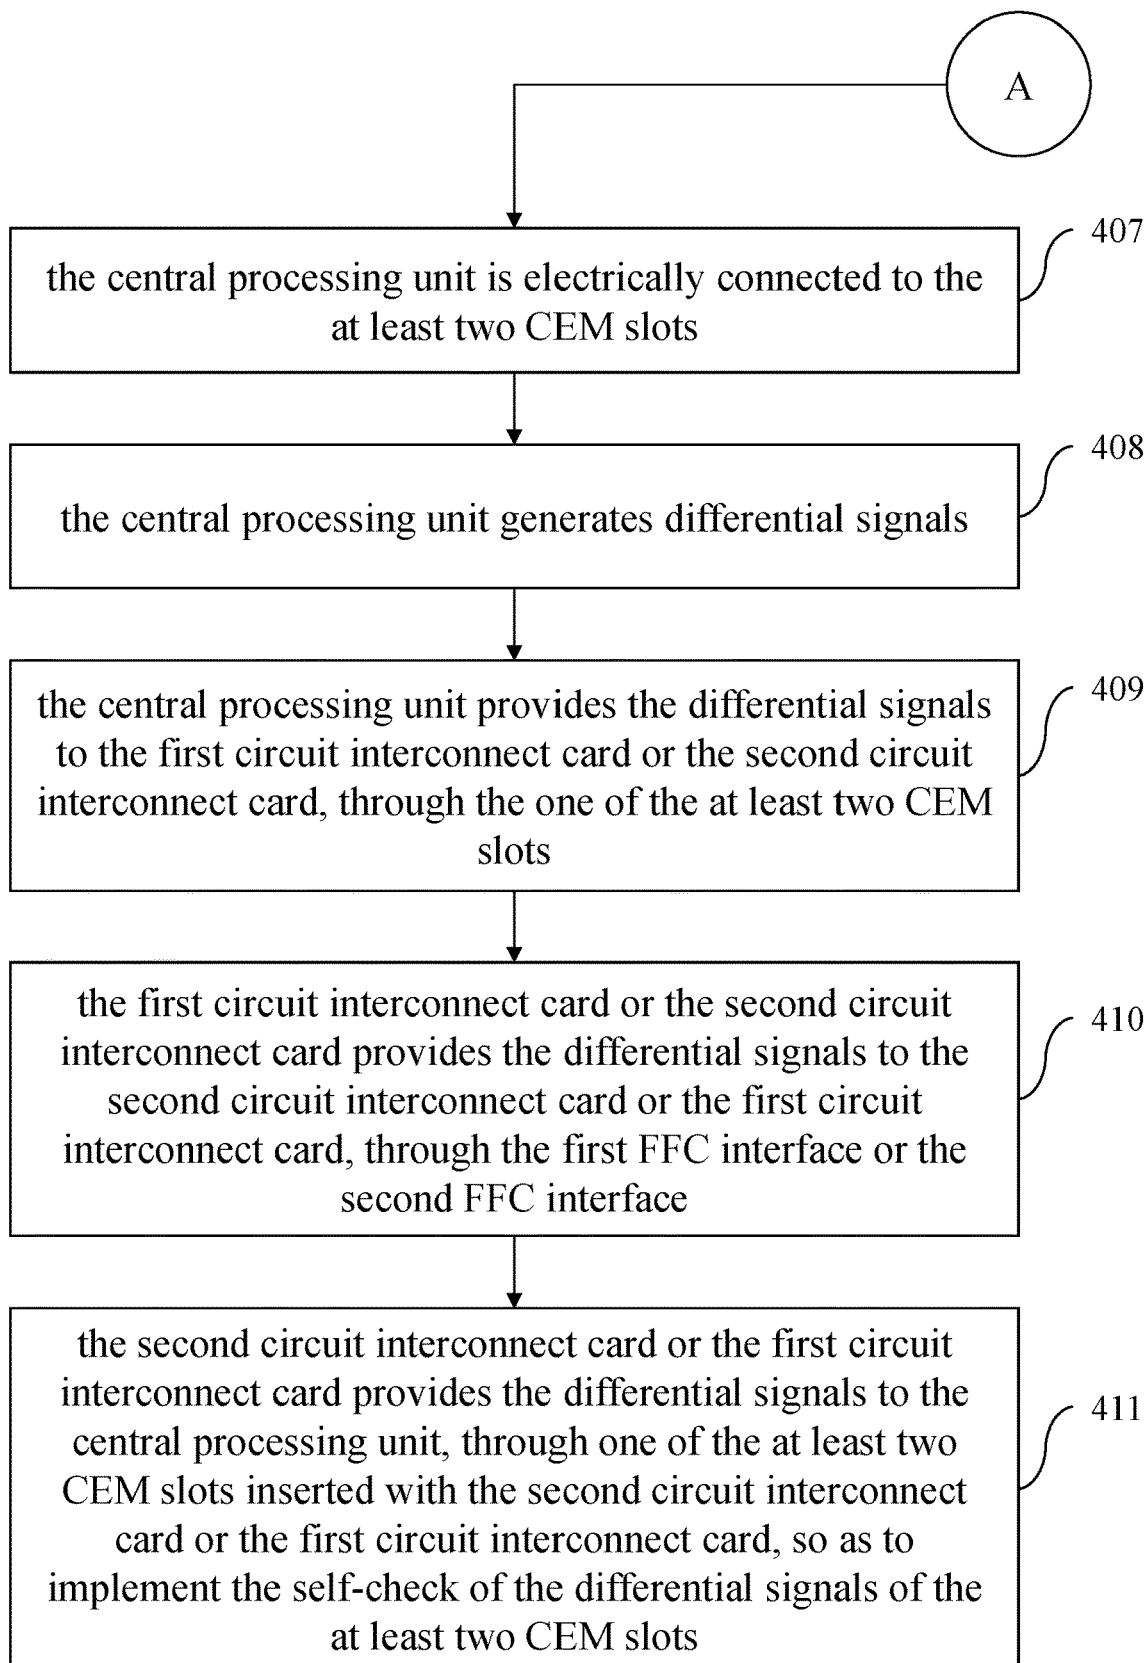 A
407
the central processing unit is electrically connected to the
at least two CEM slots
408
the central processing unit generates differential signals
409
the central processing unit provides the differential signals
to the first circuit interconnect card or the second circuit
interconnect card, through the one of the at least two CEM
slots
410
the first circuit interconnect card or the second circuit
interconnect card provides the differential signals to the
second circuit interconnect card or the first circuit
interconnect card, through the first FFC interface or the
second FFC interface
411
the second circuit interconnect card or the first circuit
interconnect card provides the differential signals to the
central processing unit, through one of the at least two
CEM slots inserted with the second circuit interconnect
card or the first circuit interconnect card, so as to
implement the self-check of the differential signals of the
at least two CEM slots